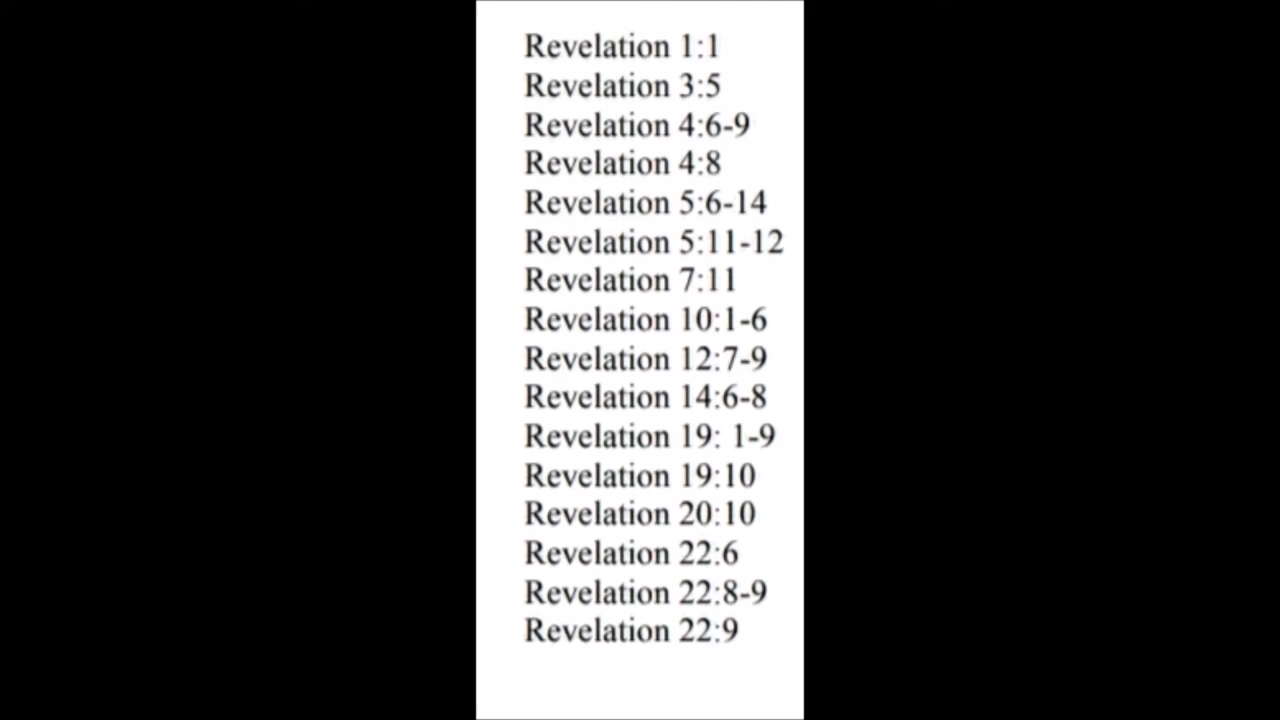 Revelation 1:1
Revelation 3:5
Revelation 4:6-9
Revelation 4:8
Revelation 5:6-14
Revelation 5:11-12
Revelation 7:11
Revelation 10:1-6
Revelation 12:7-9
Revelation 14:6-8
Revelation 19: 1-9
Revelation 19:10
Revelation 20:10
Revelation 22:6
Revelation 22:8-9
Revelation 22:9